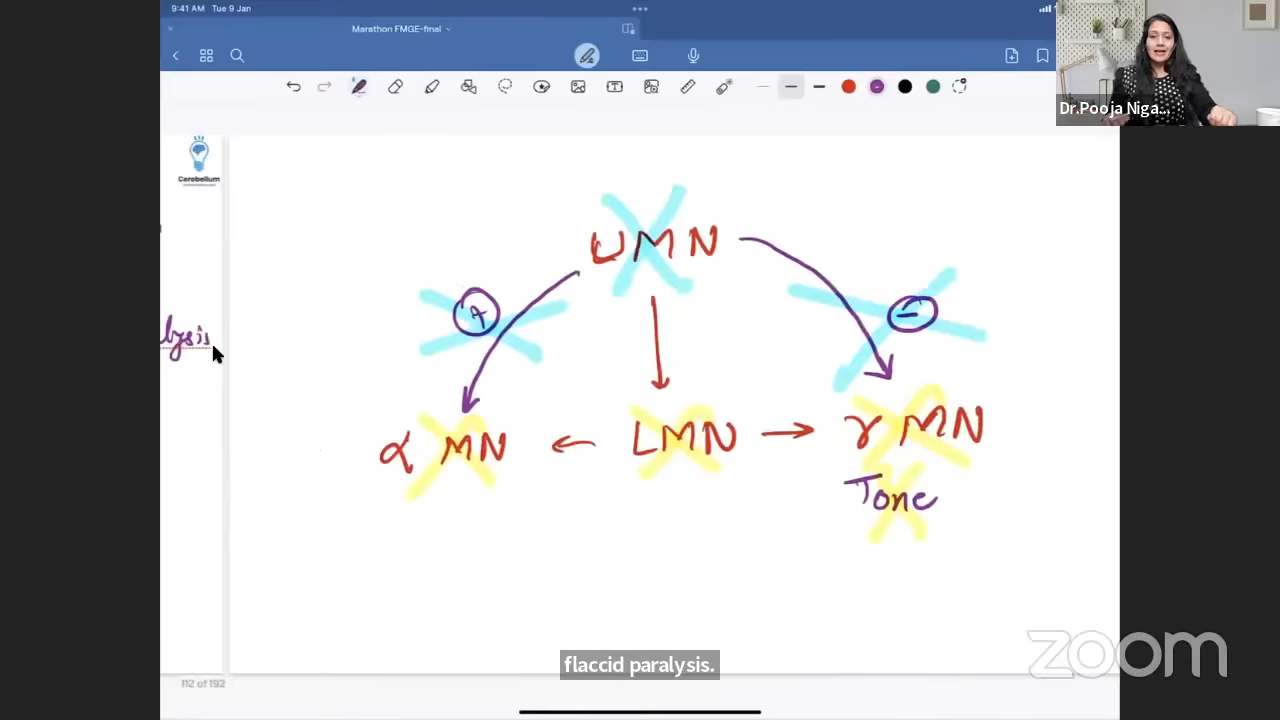 9:41 AM Tue 9 Jan
Marathon FMGE-final
Dr.Pooja Niga...
Cerebellum
UMN
+
−
lysis
α MN ← LMN → γ MN
Tone
flaccid paralysis.
zoom
112 of 192